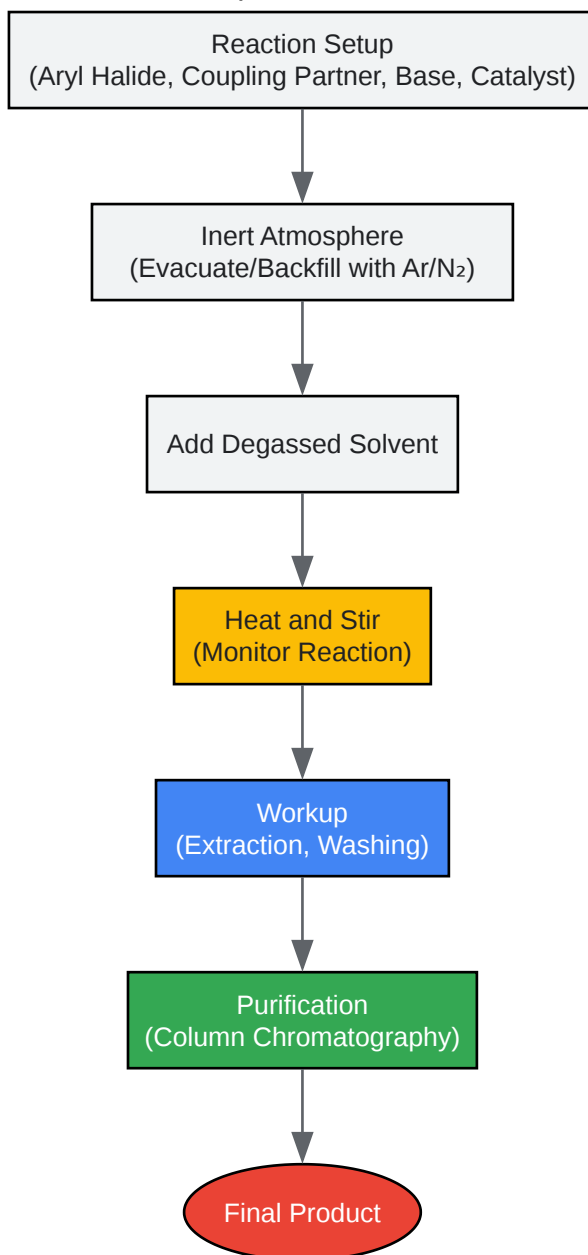 Reaction Setup
(Aryl Halide, Coupling Partner, Base, Catalyst)
Inert Atmosphere
(Evacuate/Backfill with Ar/N₂)
Add Degassed Solvent
Heat and Stir
(Monitor Reaction)
Workup
(Extraction, Washing)
Purification
(Column Chromatography)
Final Product